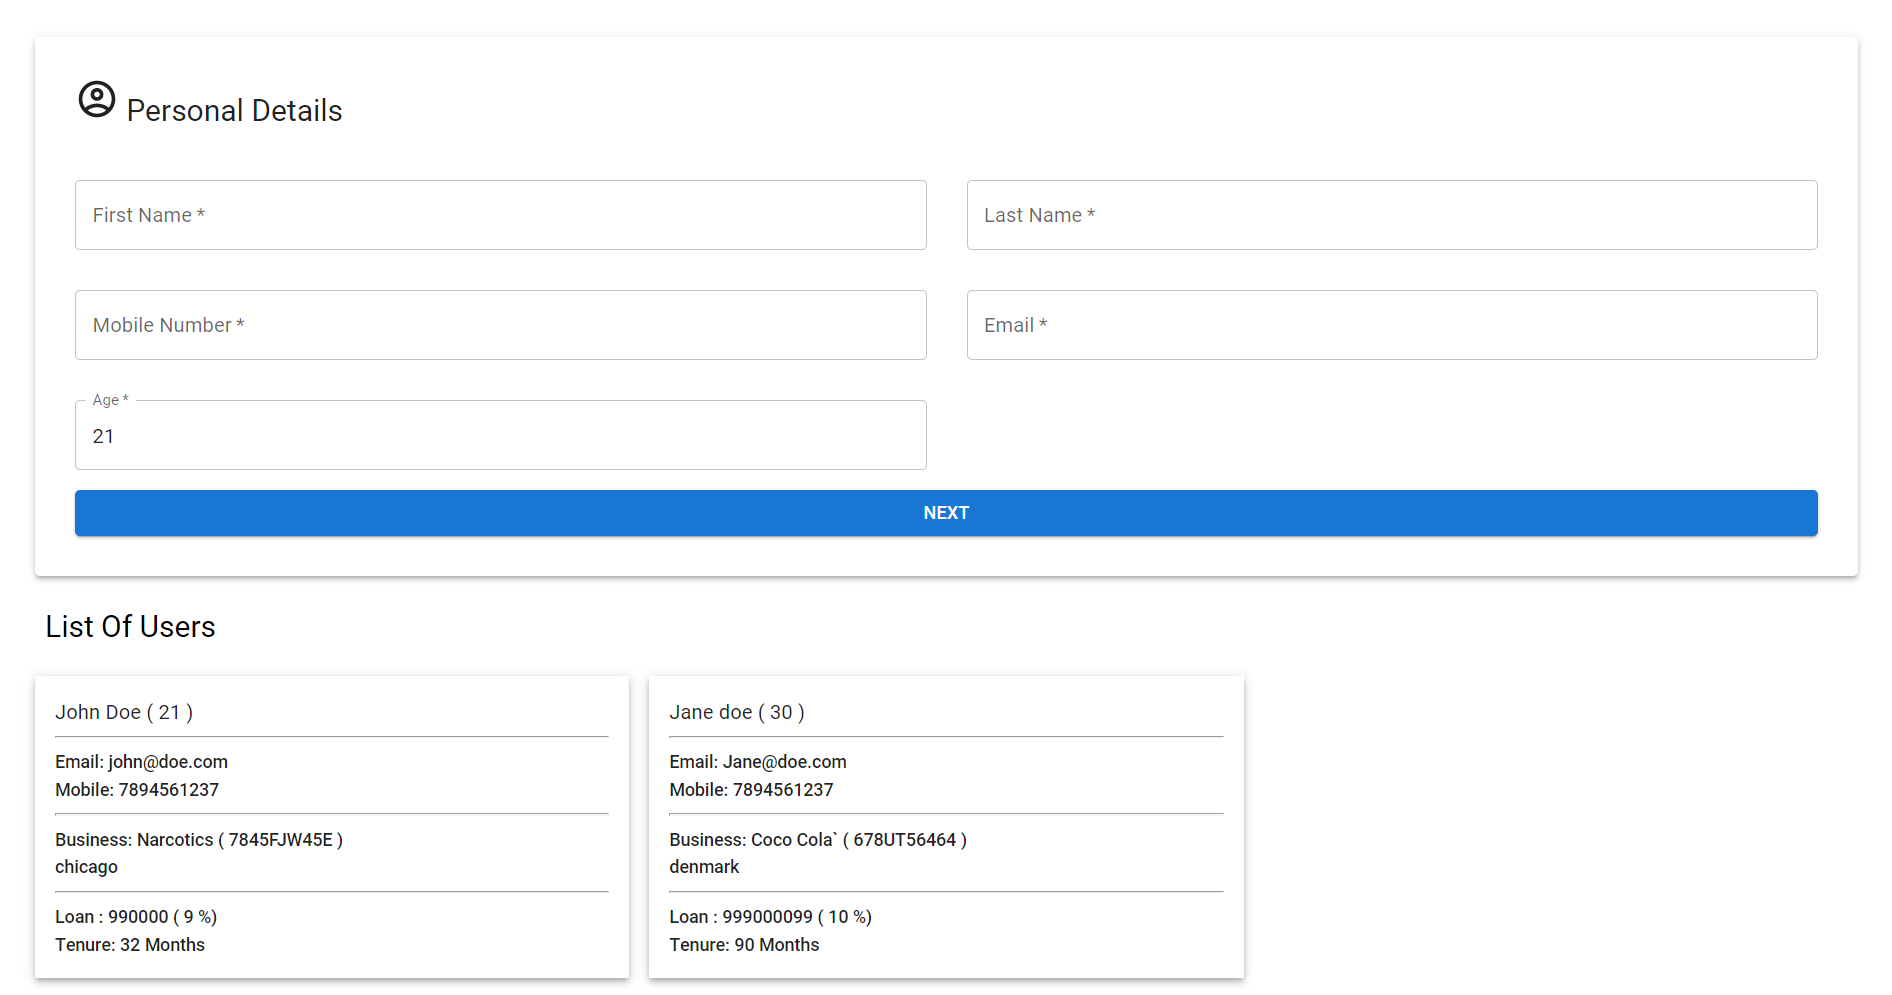 Personal Details
First Name *
Last Name *
Mobile Number *
Email *
Age *
21
NEXT
List Of Users
John Doe ( 21 )
Email: john@doe.com
Mobile: 7894561237
Business: Narcotics ( 7845FJW45E )
chicago
Loan : 990000 ( 9 %)
Tenure: 32 Months
Jane doe ( 30 )
Email: Jane@doe.com
Mobile: 7894561237
Business: Coco Cola` ( 678UT56464 )
denmark
Loan : 999000099 ( 10 %)
Tenure: 90 Months